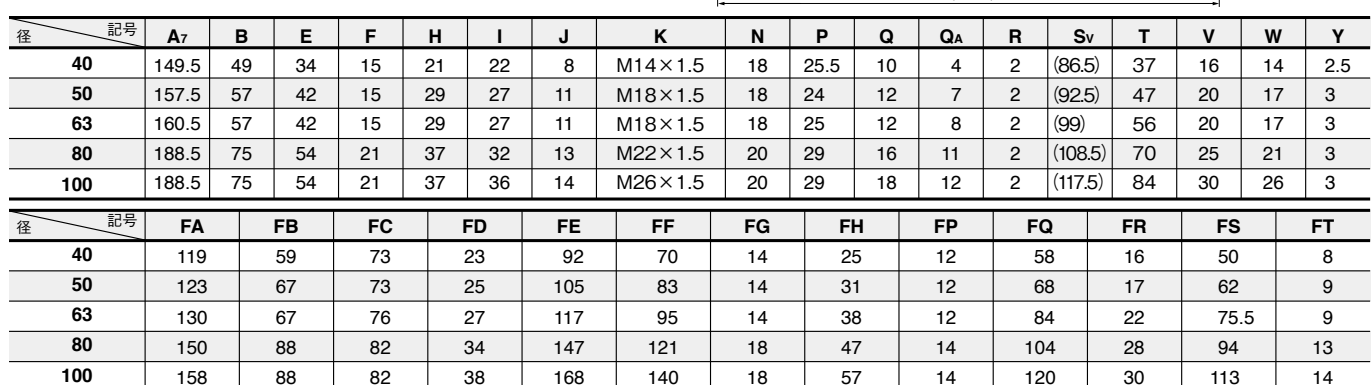 径 記号 A7 B E F H I J K N P Q QA R SV T V W Y
40 149.5 49 34 15 21 22 8 M14×1.5 18 25.5 10 4 2 (86.5) 37 16 14 2.5
50 157.5 57 42 15 29 27 11 M18×1.5 18 24 12 7 2 (92.5) 47 20 17 3
63 160.5 57 42 15 29 27 11 M18×1.5 18 25 12 8 2 (99) 56 20 17 3
80 188.5 75 54 21 37 32 13 M22×1.5 20 29 16 11 2 (108.5) 70 25 21 3
100 188.5 75 54 21 37 36 14 M26×1.5 20 29 18 12 2 (117.5) 84 30 26 3
径 記号 FA FB FC FD FE FF FG FH FP FQ FR FS FT
40 119 59 73 23 92 70 14 25 12 58 16 50 8
50 123 67 73 25 105 83 14 31 12 68 17 62 9
63 130 67 76 27 117 95 14 38 12 84 22 75.5 9
80 150 88 82 34 147 121 18 47 14 104 28 94 13
100 158 88 82 38 168 140 18 57 14 120 30 113 14